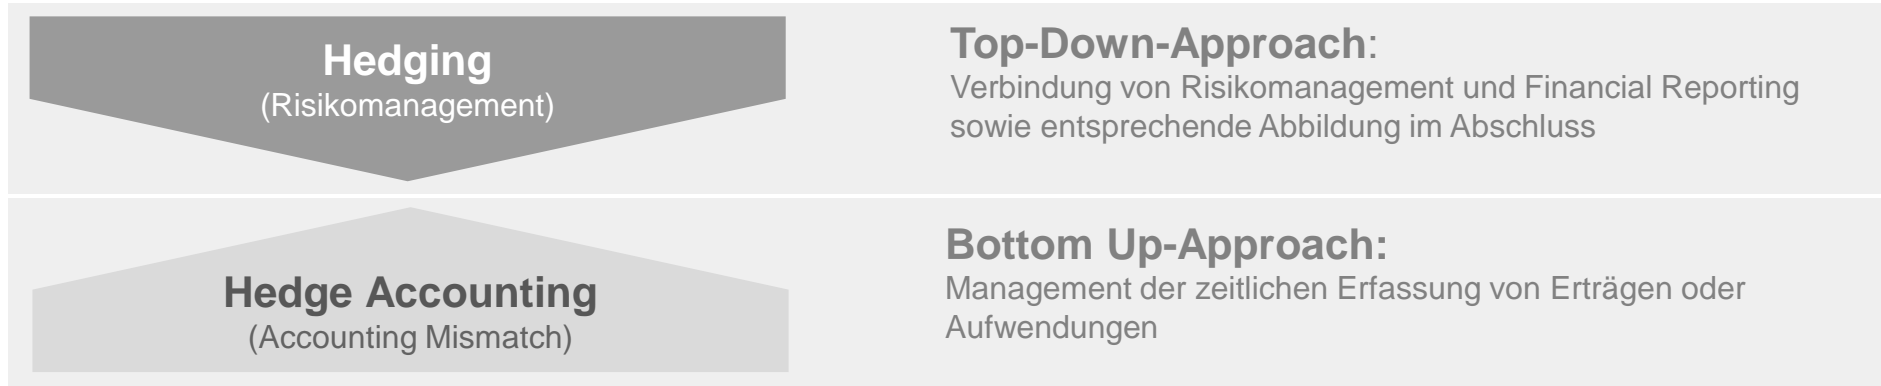 Hedging
(Risikomanagement)
Top-Down-Approach:
Verbindung von Risikomanagement und Financial Reporting
sowie entsprechende Abbildung im Abschluss
Hedge Accounting
(Accounting Mismatch)
Bottom Up-Approach:
Management der zeitlichen Erfassung von Erträgen oder
Aufwendungen